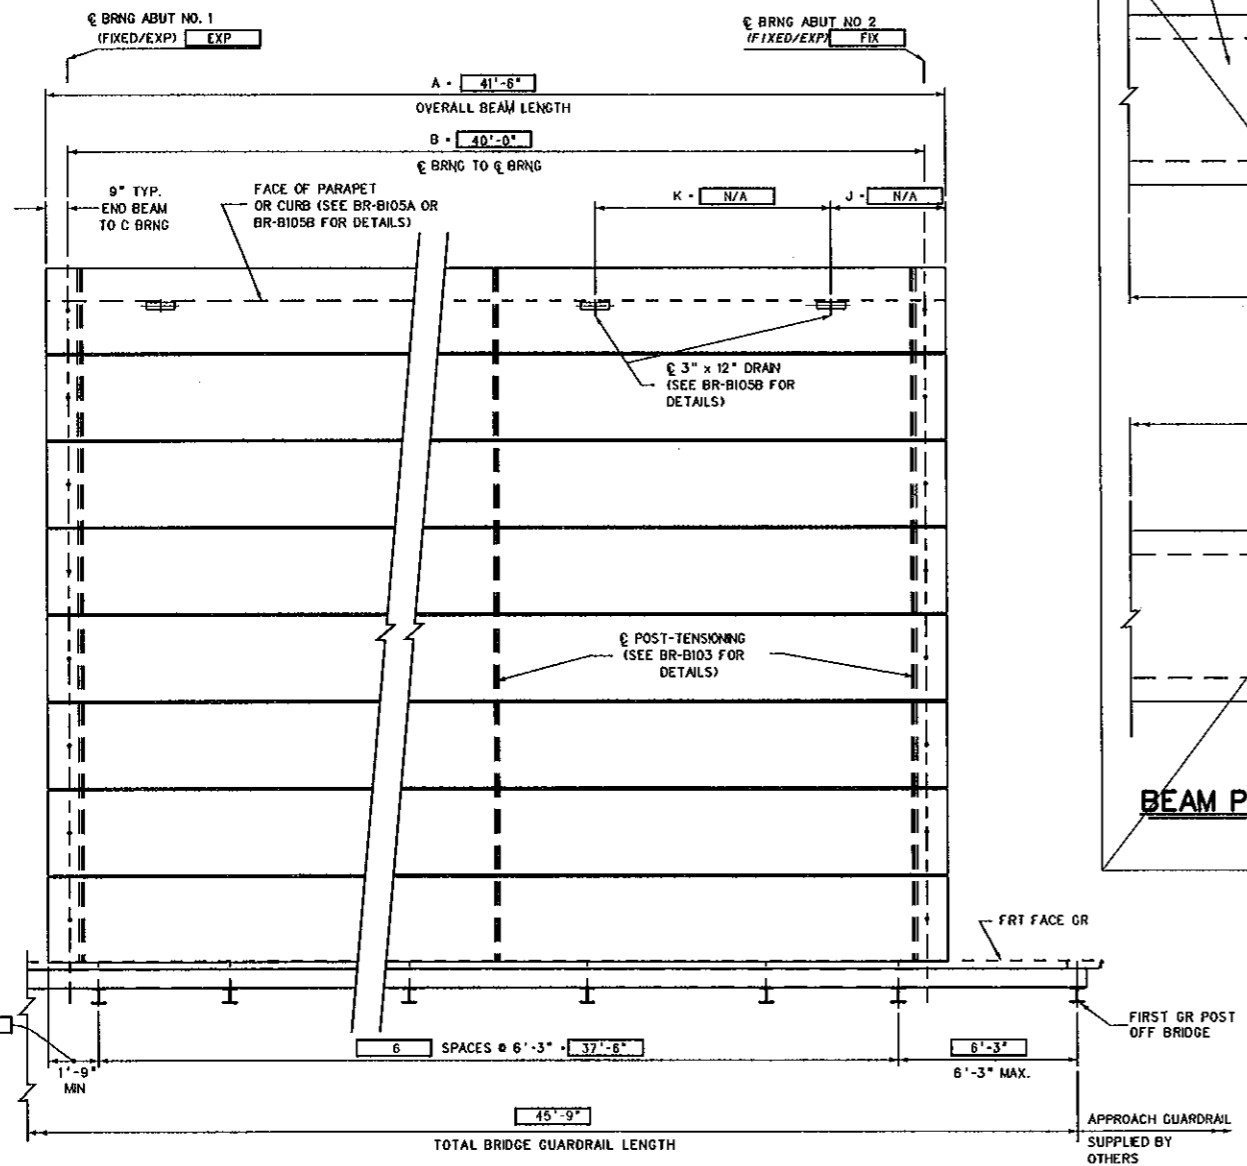 ℄ BRNG ABUT NO. 1
(FIXED/EXP) EXP
℄ BRNG ABUT NO 2
(FIXED/EXP) FIX
A = 41'-6"
OVERALL BEAM LENGTH
B = 40'-0"
℄ BRNG TO ℄ BRNG
9" TYP.
END BEAM
TO C BRNG
FACE OF PARAPET
OR CURB (SEE BR-B105A OR
BR-B105B FOR DETAILS)
K = N/A
J = N/A
℄ 3" x 12" DRAIN
(SEE BR-B105B FOR
DETAILS)
℄ POST-TENSIONING
(SEE BR-B103 FOR
DETAILS)
BEAM P
FRT FACE GR
FIRST GR POST
OFF BRIDGE
1'-9"
MIN
6 SPACES @ 6'-3" = 37'-6"
6'-3"
6'-3" MAX.
45'-9"
TOTAL BRIDGE GUARDRAIL LENGTH
APPROACH GUARDRAIL
SUPPLIED BY
OTHERS